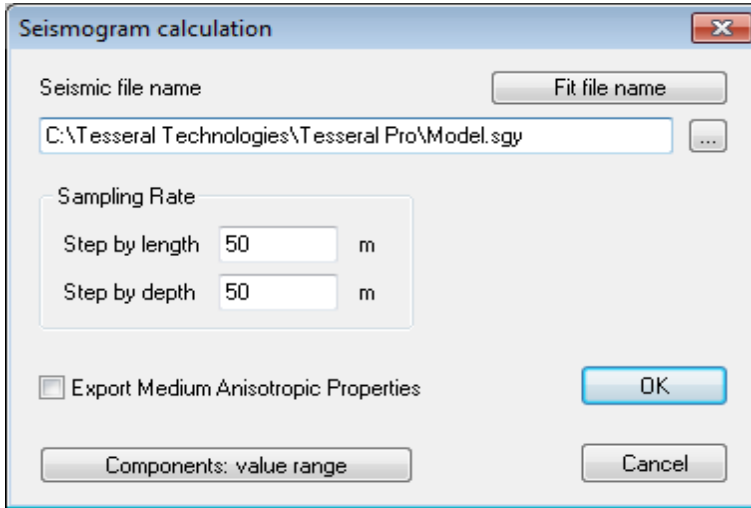 Seismogram calculation
Seismic file name
Fit file name
C:\Tesseral Technologies\Tesseral Pro\Model.sgy
...
Sampling Rate
Step by length 50 m
Step by depth 50 m
Export Medium Anisotropic Properties
OK
Components: value range
Cancel